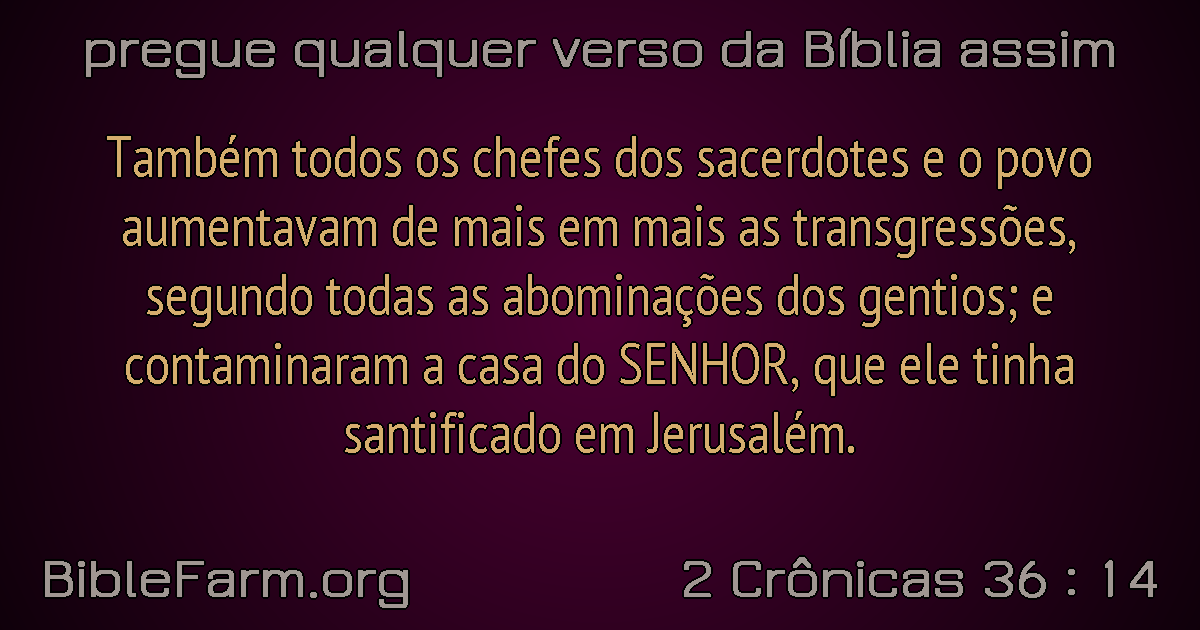 pregue qualquer verso da Bíblia assim
Também todos os chefes dos sacerdotes e o povo
aumentavam de mais em mais as transgressões,
segundo todas as abominações dos gentios; e
contaminaram a casa do SENHOR, que ele tinha
santificado em Jerusalém.
BibleFarm.org
2 Crônicas 36 : 14